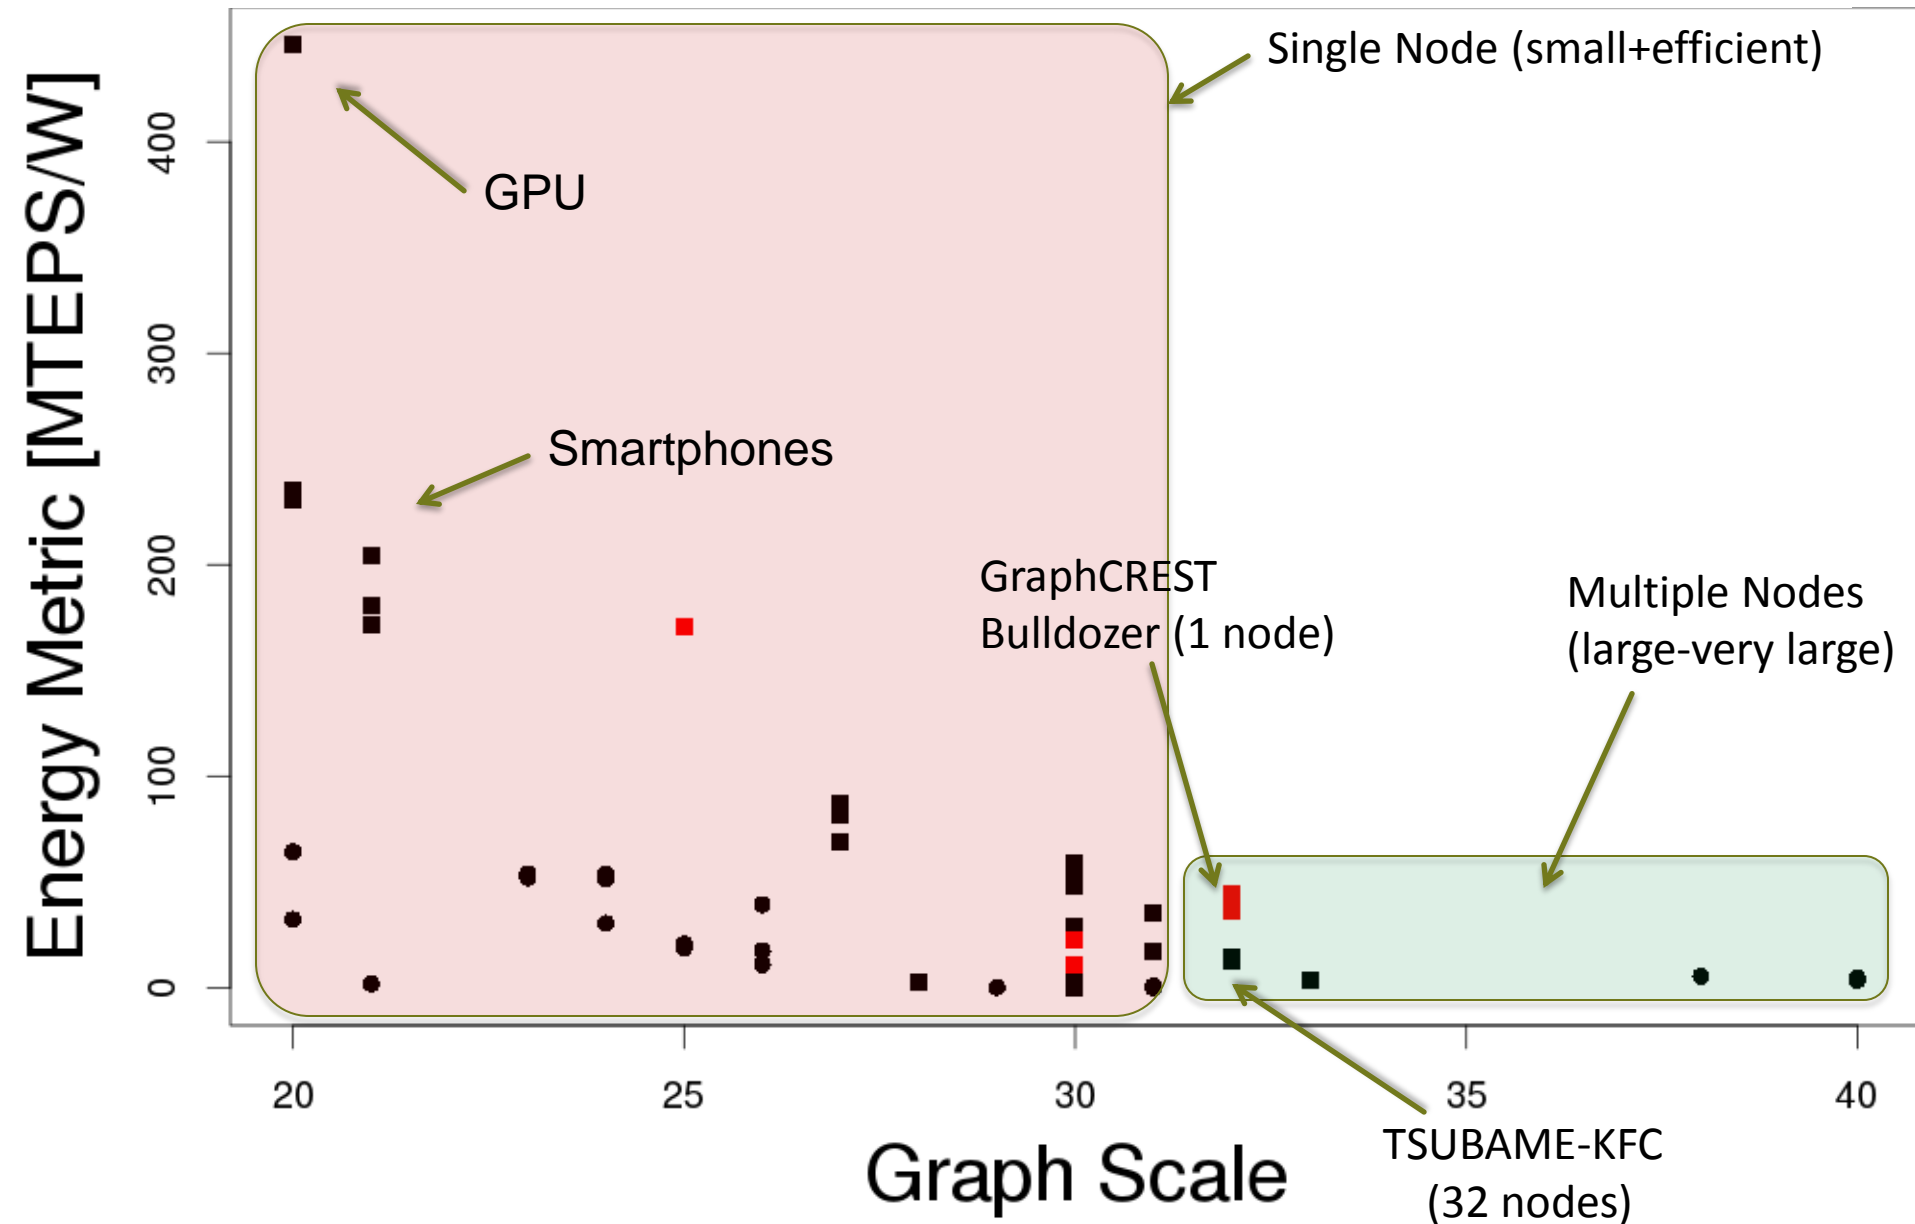 Single Node (small+efficient)
Energy Metric [MTEPS/W]
400
300
200
100
0
GPU
Smartphones
GraphCREST
Bulldozer (1 node)
Multiple Nodes
(large-very large)
20
25
30
35
40
Graph Scale
TSUBAME-KFC
(32 nodes)